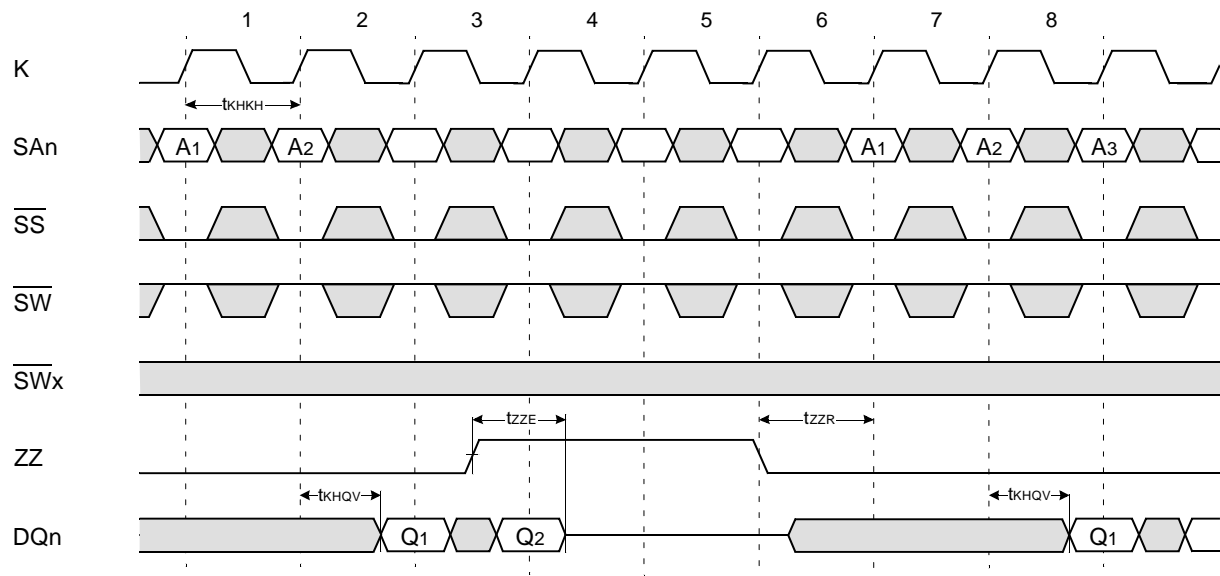 1 2 3 4 5 6 7 8
K
tKHKH
SAn A1 A2 A1 A2 A3
SS
SW
SWx
tZZE tZZR
ZZ
tKHQV tKHQV
DQn Q1 Q2 Q1